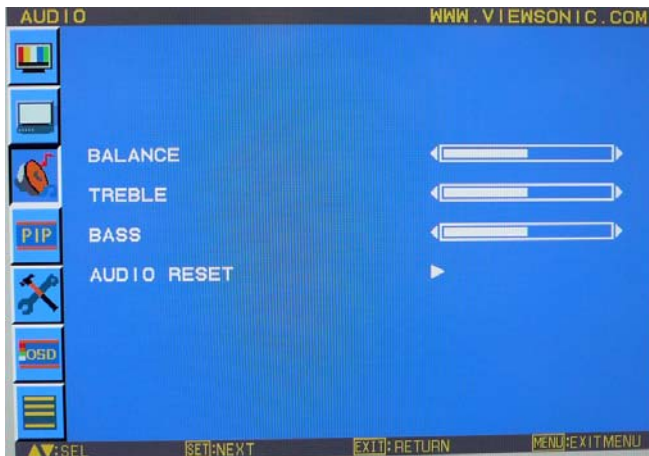 AUDIO WWW.VIEWSONIC.COM
BALANCE
TREBLE
PIP BASS
AUDIO RESET
OSD
▲▼:SEL SET:NEXT EXIT:RETURN MENU:EXITMENU